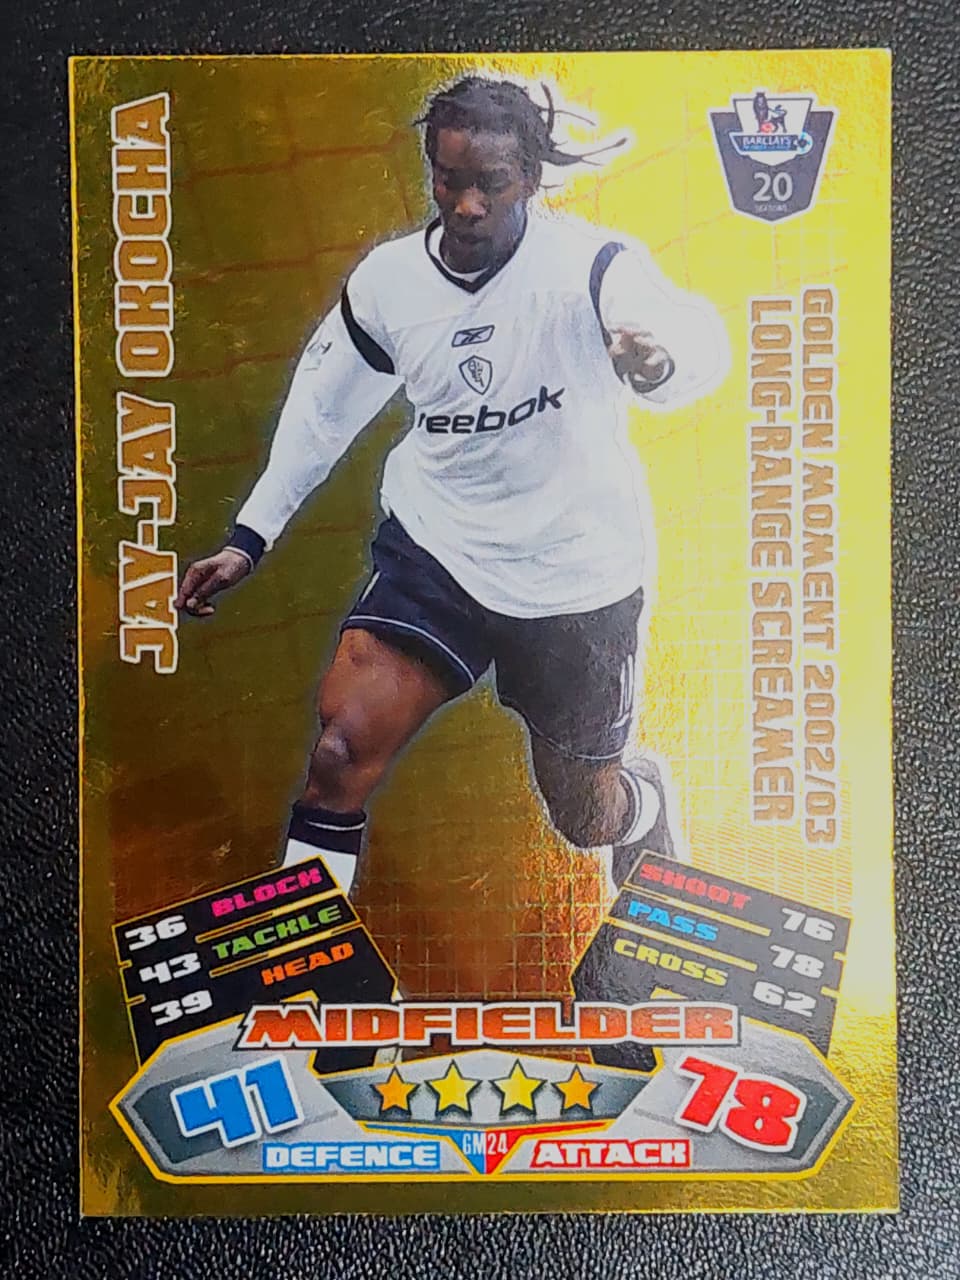 JAY-JAY OKOCHA
BARCLAYS
20
SEASONS
GOLDEN MOMENT 2002/03
LONG-RANGE SCREAMER
Reebok
36 BLOCK
43 TACKLE
39 HEAD
SHOOT 76
PASS 78
CROSS 62
MIDFIELDER
41
78
DEFENCE
GM24
ATTACK